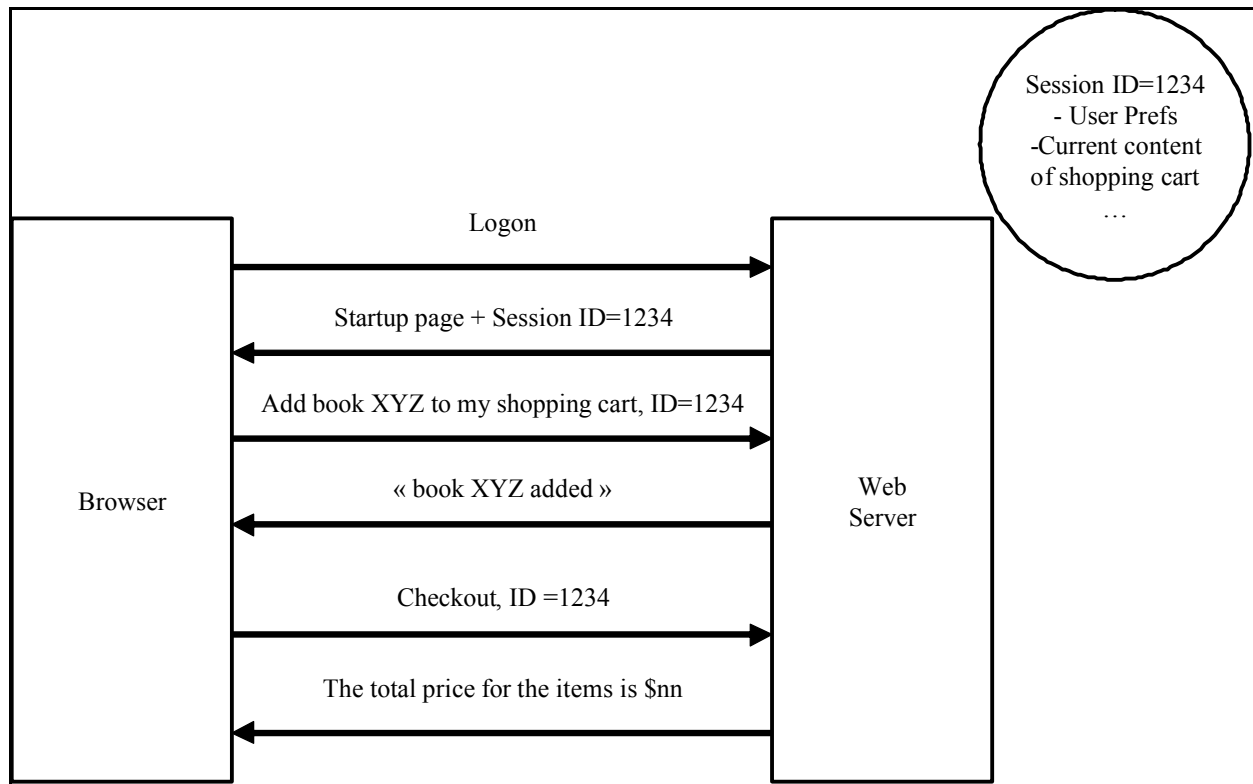 Session ID=1234
- User Prefs
-Current content
of shopping cart
…
Logon
Startup page + Session ID=1234
Add book XYZ to my shopping cart, ID=1234
« book XYZ added »
Browser
Web
Server
Checkout, ID =1234
The total price for the items is $nn